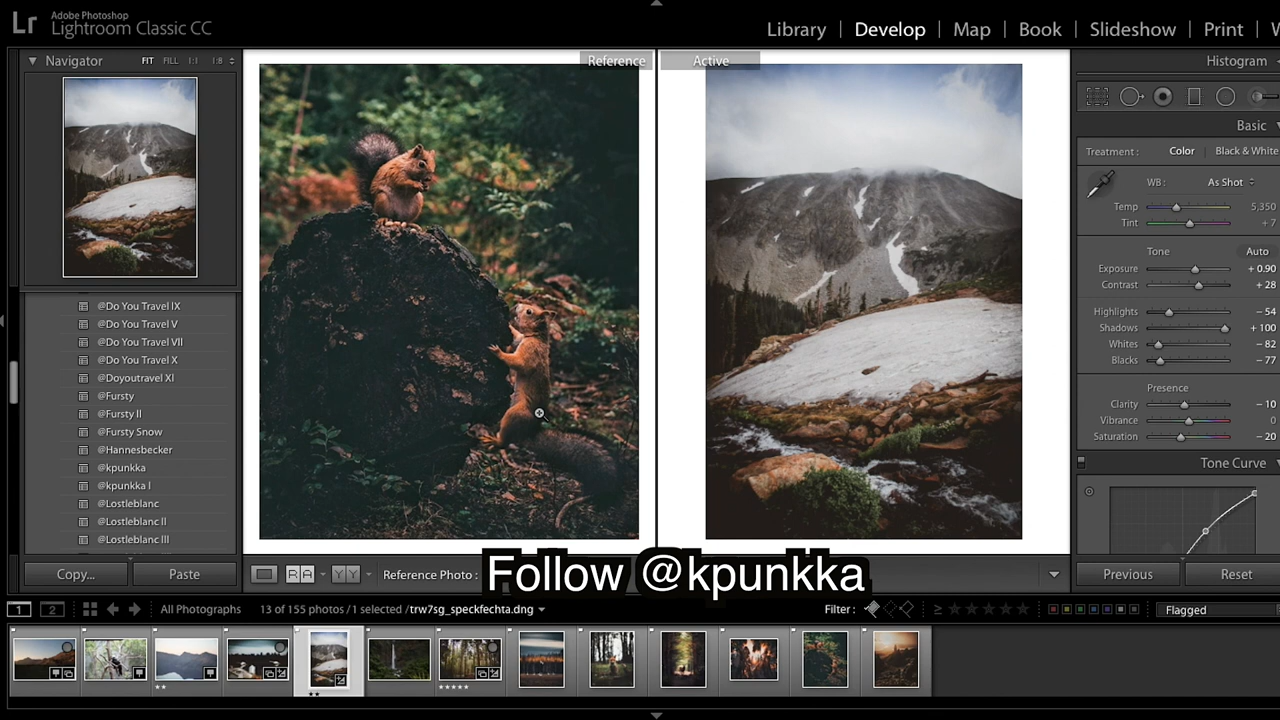 Lr
Adobe Photoshop
Lightroom Classic CC
Library | Develop | Map | Book | Slideshow | Print |
Navigator FIT FILL 1:1 1:8
Reference
Active
Histogram
Basic
Treatment : Color Black & White
WB : As Shot
Temp 5,350
Tint + 7
Tone Auto
Exposure + 0.90
Contrast + 28
Highlights - 54
Shadows + 100
Whites - 82
Blacks - 77
Presence
Clarity - 10
Vibrance 0
Saturation - 20
Tone Curve
@Do You Travel IX
@Do You Travel V
@Do You Travel VII
@Do You Travel X
@Doyoutravel XI
@Fursty
@Fursty II
@Fursty Snow
@Hannesbecker
@kpunkka
@kpunkka I
@Lostleblanc
@Lostleblanc II
@Lostleblanc III
Copy... Paste
R A Y Y Reference Photo :
Follow @kpunkka
Previous Reset
1 2 All Photographs 13 of 155 photos / 1 selected / trw7sg_speckfechta.dng Filter : Flagged